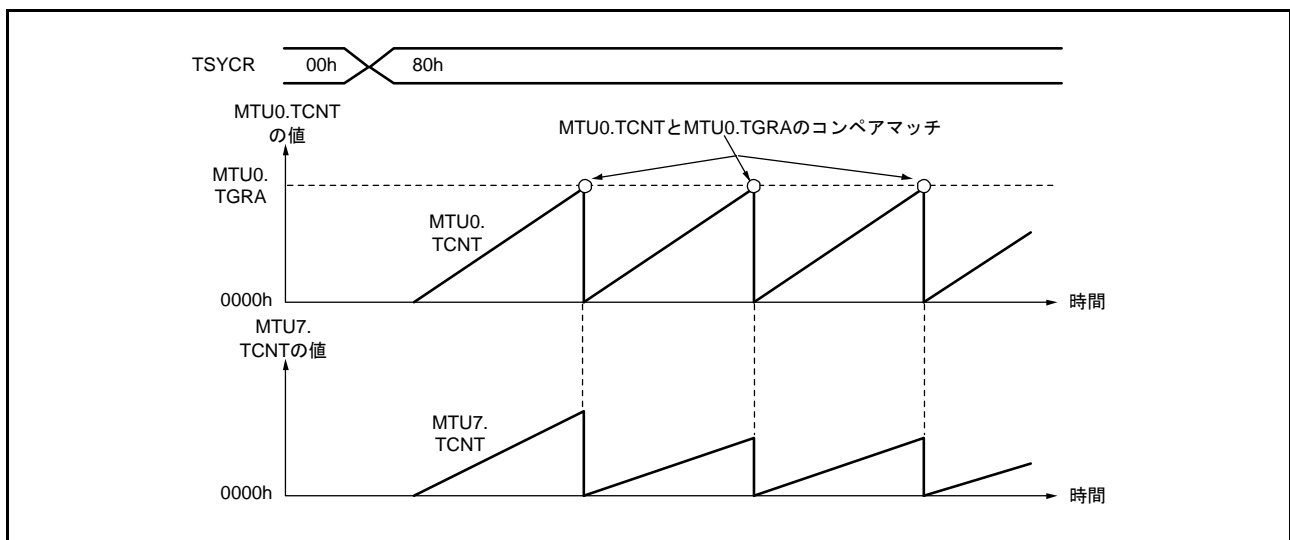 TSYCR 00h 80h
MTU0.TCNT
の値
MTU0.TCNTとMTU0.TGRAのコンペアマッチ
MTU0.
TGRA
MTU0.
TCNT
0000h
時間
MTU7.
TCNTの値
MTU7.
TCNT
0000h
時間